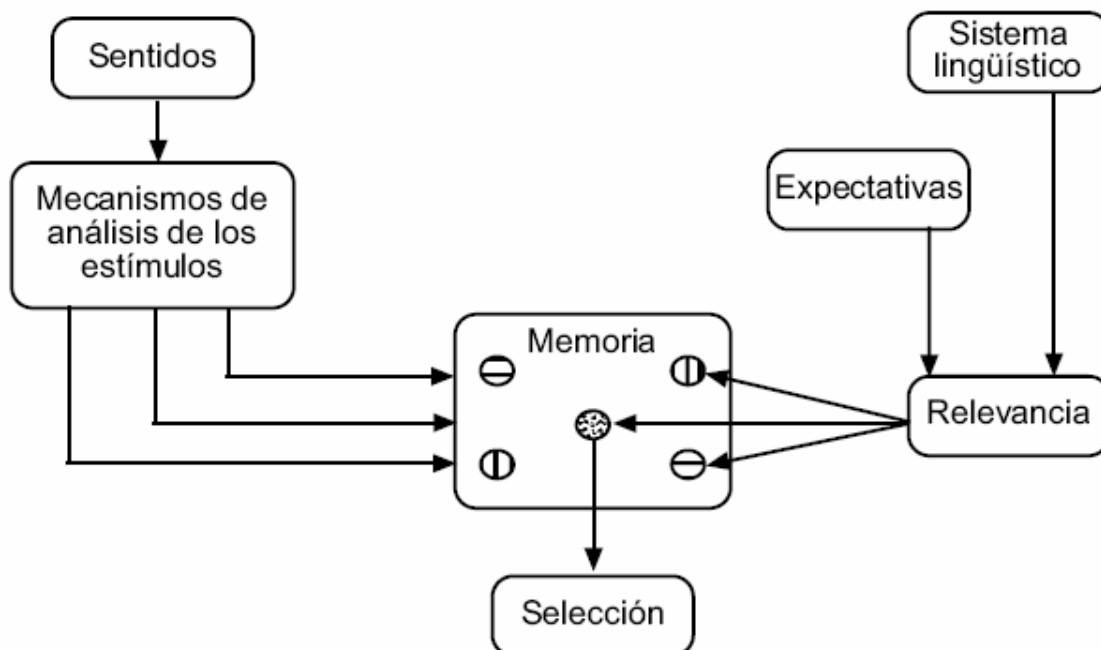 Sentidos
Sistema
lingüístico
Mecanismos de
análisis de los
estímulos
Expectativas
Memoria
Relevancia
Selección